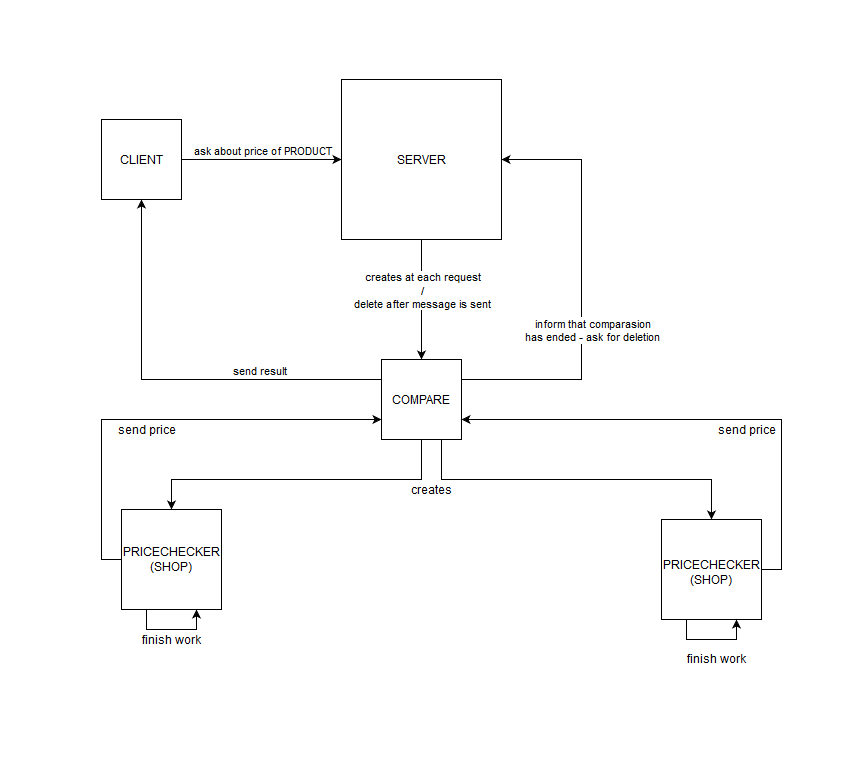 ask about price of PRODUCT
CLIENT
SERVER
creates at each request
/
delete after message is sent
inform that comparasion
has ended - ask for deletion
send result
COMPARE
send price
send price
creates
PRICECHECKER
(SHOP)
PRICECHECKER
(SHOP)
finish work
finish work